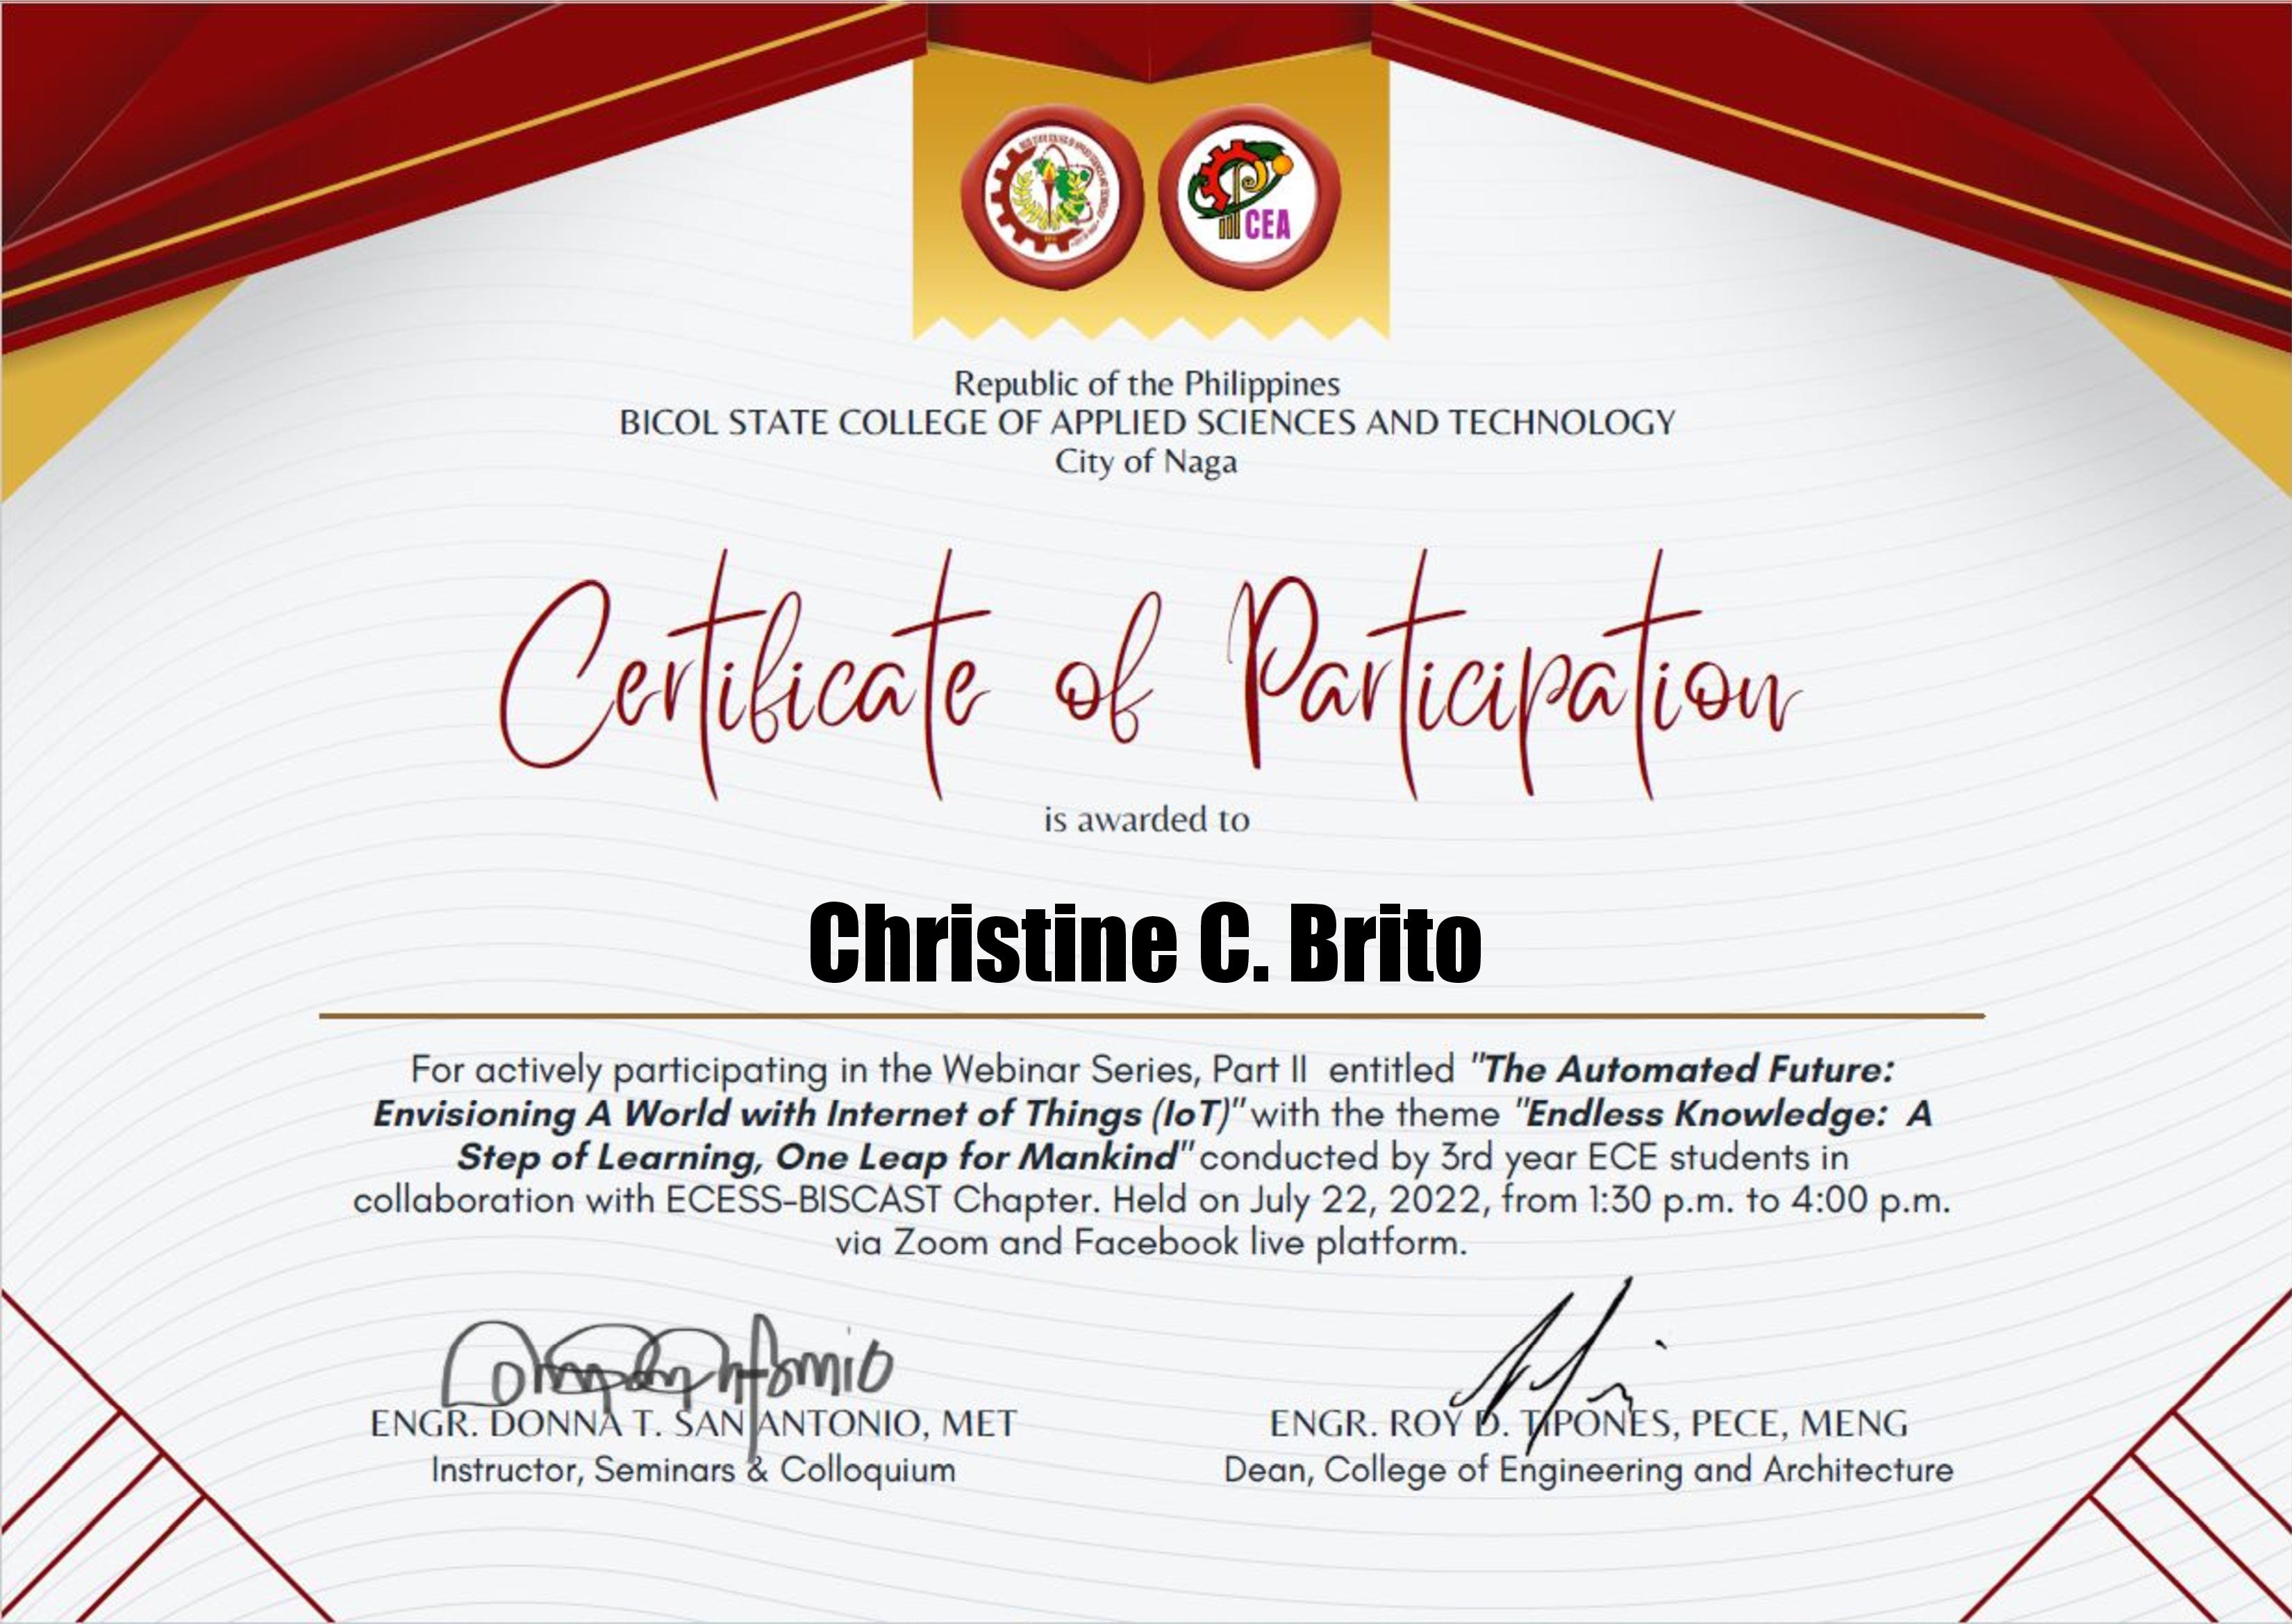 CEA
Republic of the Philippines
BICOL STATE COLLEGE OF APPLIED SCIENCES AND TECHNOLOGY
City of Naga
Certificate of Participation
is awarded to
Christine C. Brito
For actively participating in the Webinar Series, Part II entitled "The Automated Future:
Envisioning A World with Internet of Things (IoT)" with the theme "Endless Knowledge: A
Step of Learning, One Leap for Mankind" conducted by 3rd year ECE students in
collaboration with ECESS-BISCAST Chapter. Held on July 22, 2022, from 1:30 p.m. to 4:00 p.m.
via Zoom and Facebook live platform.
ENGR. DONNA T. SAN ANTONIO, MET
Instructor, Seminars & Colloquium
ENGR. ROY D. TIPONES, PECE, MENG
Dean, College of Engineering and Architecture